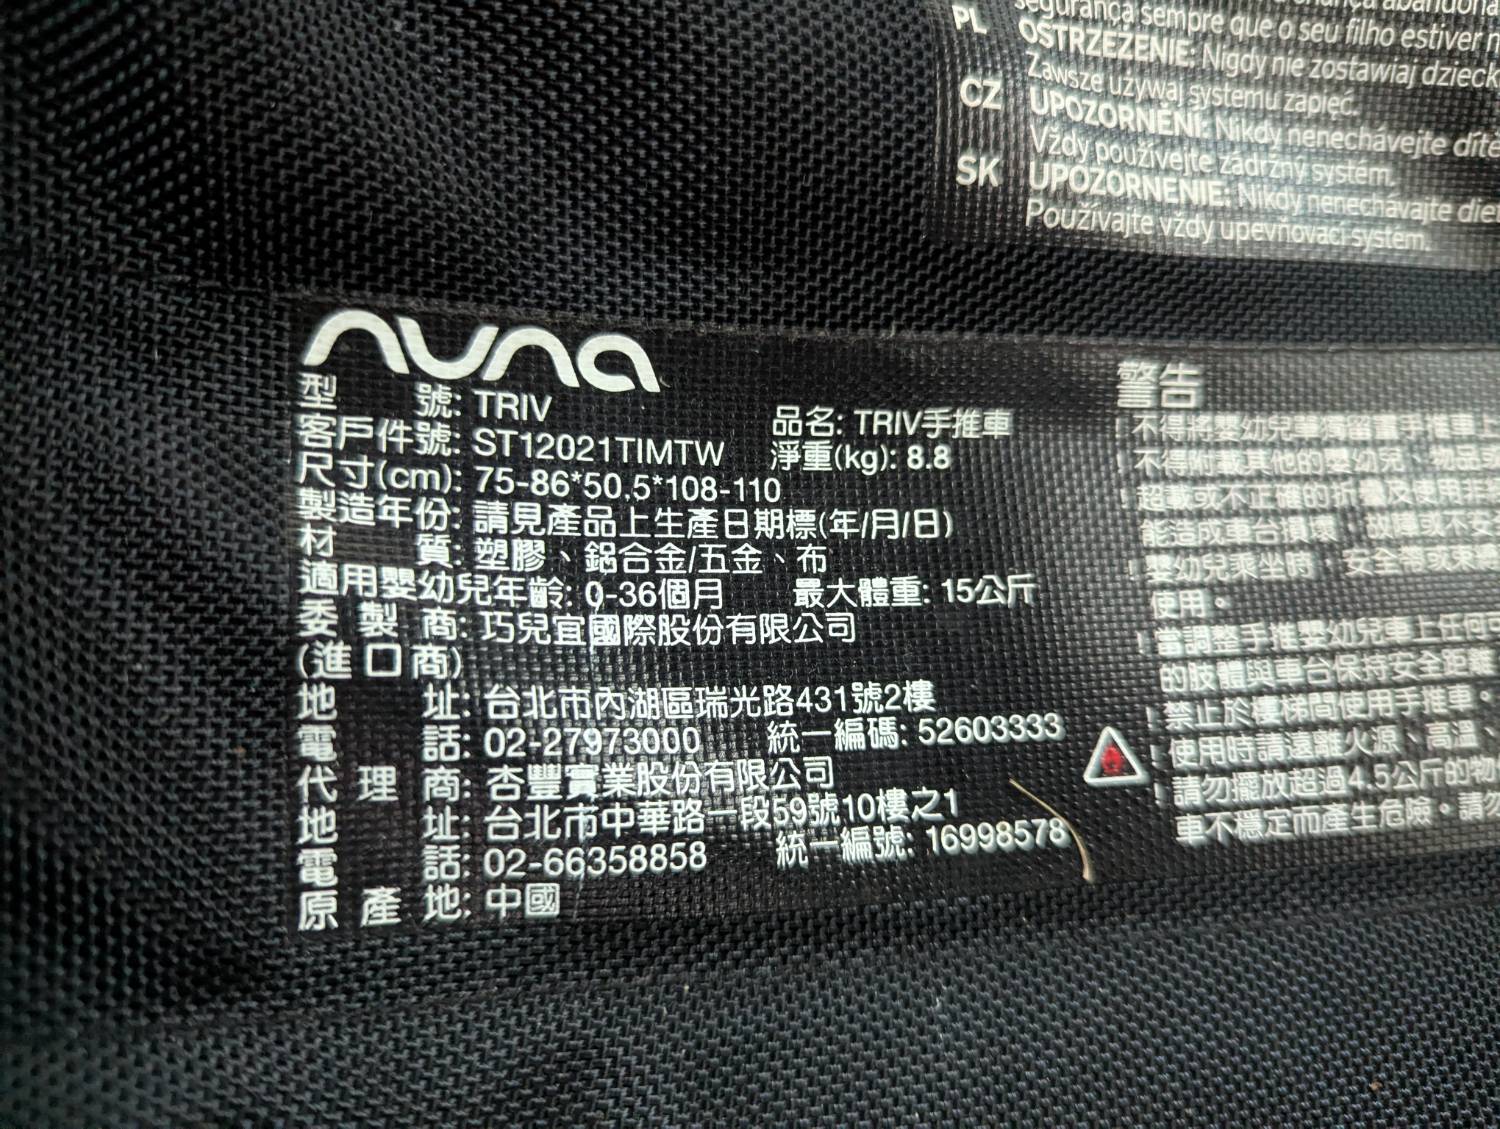 segurança sempre que o seu filho estiver
PL OSTRZEŻENIE: Nigdy nie zostawiaj
Zawsze używaj systemu zapięć.
CZ UPOZORNĚNÍ: Nikdy nenechávejte dítě
Vždy používejte zádržný systém.
SK UPOZORNENIE: Nikdy nenechávajte
Používajte vždy upevňovací systém.
nuna
型 號: TRIV 品名: TRIV手推車
客戶件號: ST12021TIMTW 淨重(kg): 8.8
尺寸(cm): 75-86*50.5*108-110
製造年份: 請見產品上生產日期標(年/月/日)
材 質: 塑膠、鋁合金/五金、布
適用嬰幼兒年齡: 0-36個月 最大體重: 15公斤
委 製 商: 巧兒宜國際股份有限公司
(進口商)
地 址: 台北市內湖區瑞光路431號2樓
電 話: 02-27973000 統一編碼: 52603333
代 理 商: 杏豐實業股份有限公司
地 址: 台北市中華路一段59號10樓之1
電 話: 02-66358858 統一編號: 16998578
原 產 地: 中國
警告
! 不得將嬰幼兒單獨留置手推車
! 不得附載其他的嬰幼兒、物品或
! 超載或不正確的折疊及使用非
能造成車台損壞、故障或不安
! 嬰幼兒乘坐時，安全帶或束縛
使用。
! 當調整手推嬰幼兒車上任何可
的肢體與車台保持安全距離
! 禁止於樓梯間使用手推車。
! 使用時請遠離火源、高溫、
! 請勿擺放超過4.5公斤的物
車不穩定而產生危險。請勿